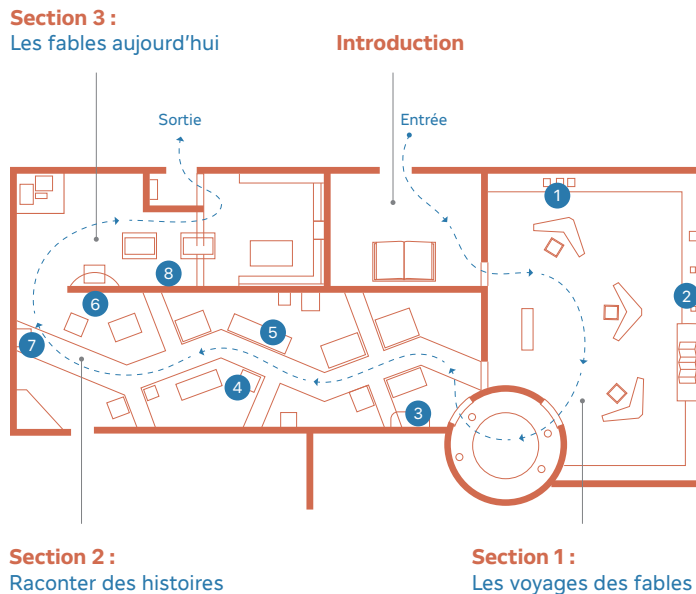 Section 3 :
Les fables aujourd'hui
Introduction
Sortie
Entrée
1
2
8
6
5
7
4
3
Section 2 :
Raconter des histoires
Section 1 :
Les voyages des fables